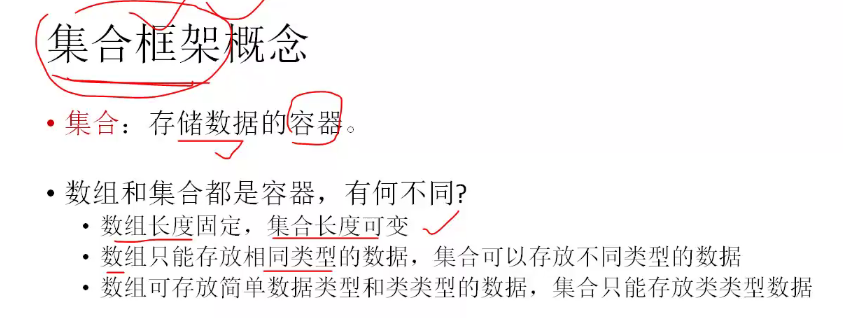 集合框架概念
• 集合：存储数据的容器。
• 数组和集合都是容器，有何不同?
• 数组长度固定，集合长度可变
• 数组只能存放相同类型的数据，集合可以存放不同类型的数据
• 数组可存放简单数据类型和类类型的数据，集合只能存放类类型数据